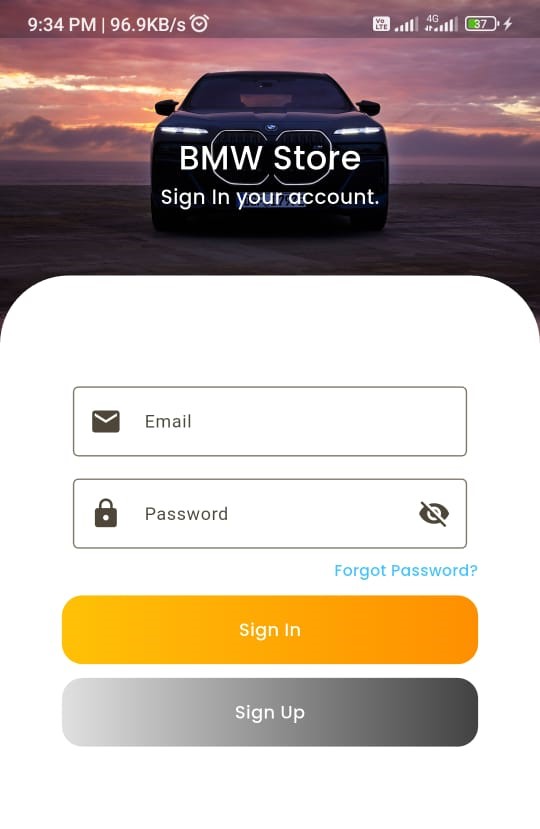 9:34 PM | 96.9KB/s
Vo LTE
4G
37
BMW Store
Sign In your account.
Email
Password
Forgot Password?
Sign In
Sign Up